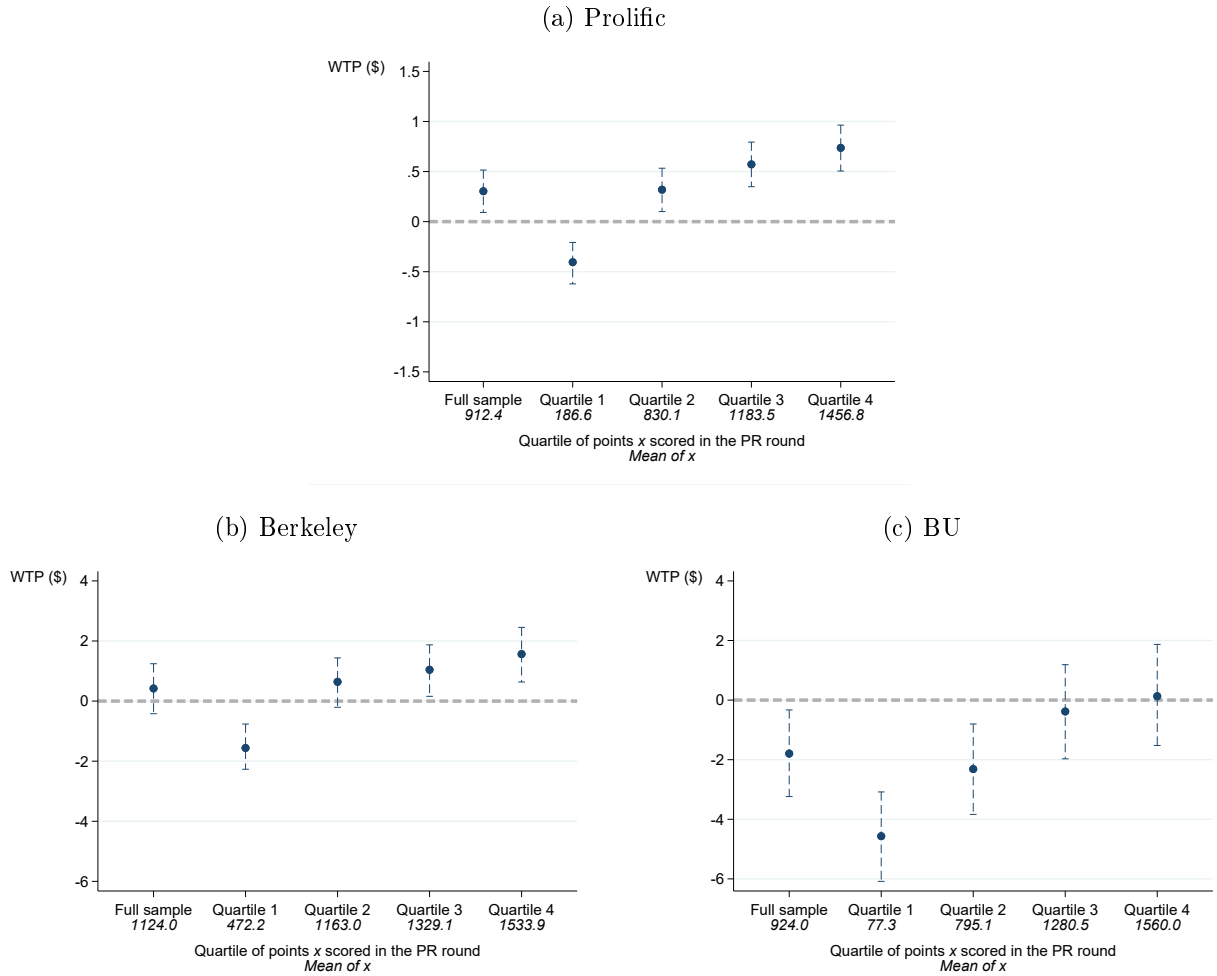 (a) Prolific
WTP ($)
1.5
1
.5
0
-.5
-1
-1.5
Full sample Quartile 1 Quartile 2 Quartile 3 Quartile 4
912.4 186.6 830.1 1183.5 1456.8
Quartile of points x scored in the PR round
Mean of x
(b) Berkeley
WTP ($)
4
2
0
-2
-4
-6
Full sample Quartile 1 Quartile 2 Quartile 3 Quartile 4
1124.0 472.2 1163.0 1329.1 1533.9
Quartile of points x scored in the PR round
Mean of x
(c) BU
WTP ($)
4
2
0
-2
-4
-6
Full sample Quartile 1 Quartile 2 Quartile 3 Quartile 4
924.0 77.3 795.1 1280.5 1560.0
Quartile of points x scored in the PR round
Mean of x